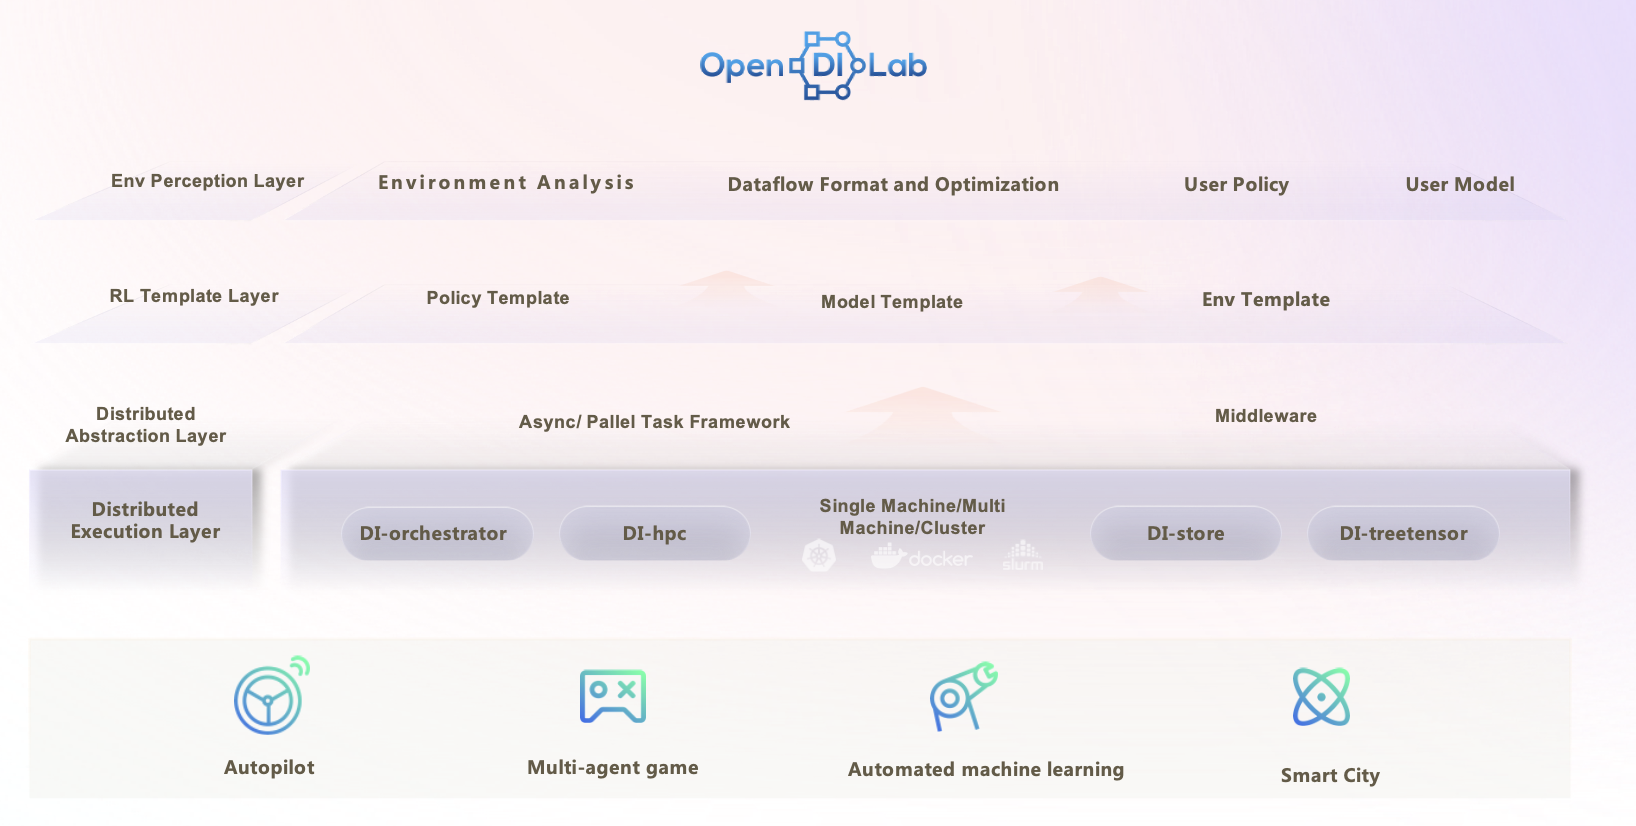 Open DI Lab
Env Perception Layer
Environment Analysis
Dataflow Format and Optimization
User Policy
User Model
RL Template Layer
Policy Template
Model Template
Env Template
Distributed
Abstraction Layer
Async/ Pallel Task Framework
Middleware
Distributed
Execution Layer
DI-orchestrator
DI-hpc
Single Machine/Multi
Machine/Cluster
docker
slurm
DI-store
DI-treetensor
Autopilot
Multi-agent game
Automated machine learning
Smart City